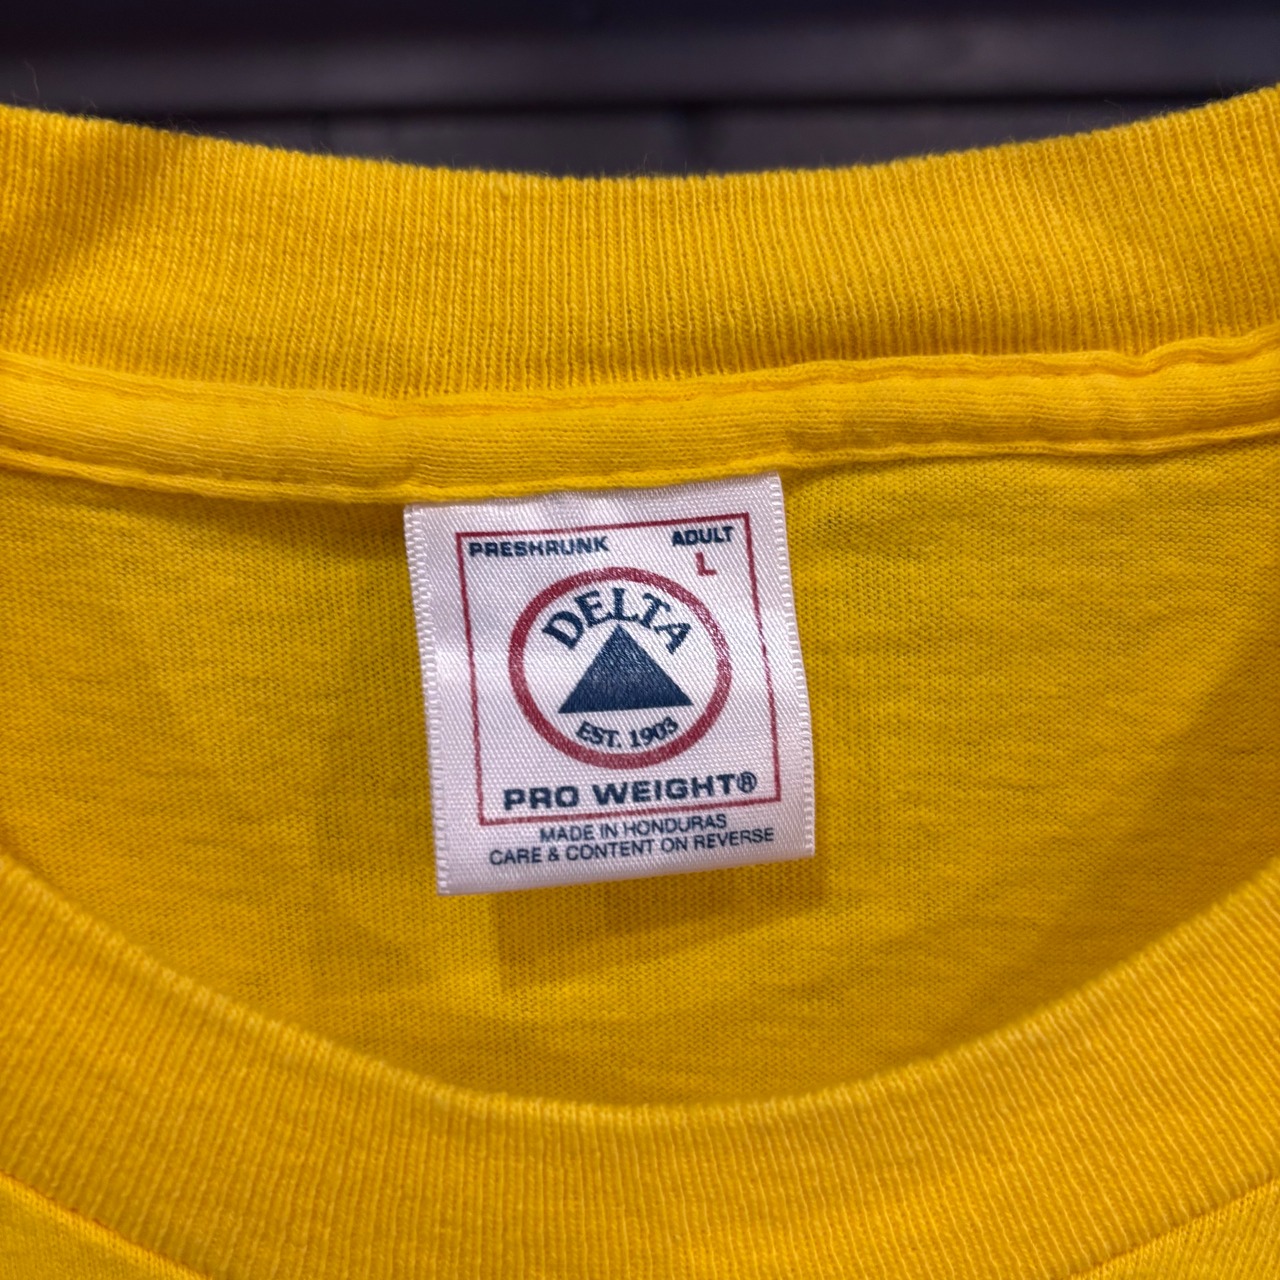 PRESHRUNK ADULT
L
DELTA
EST. 1903
PRO WEIGHT®
MADE IN HONDURAS
CARE & CONTENT ON REVERSE